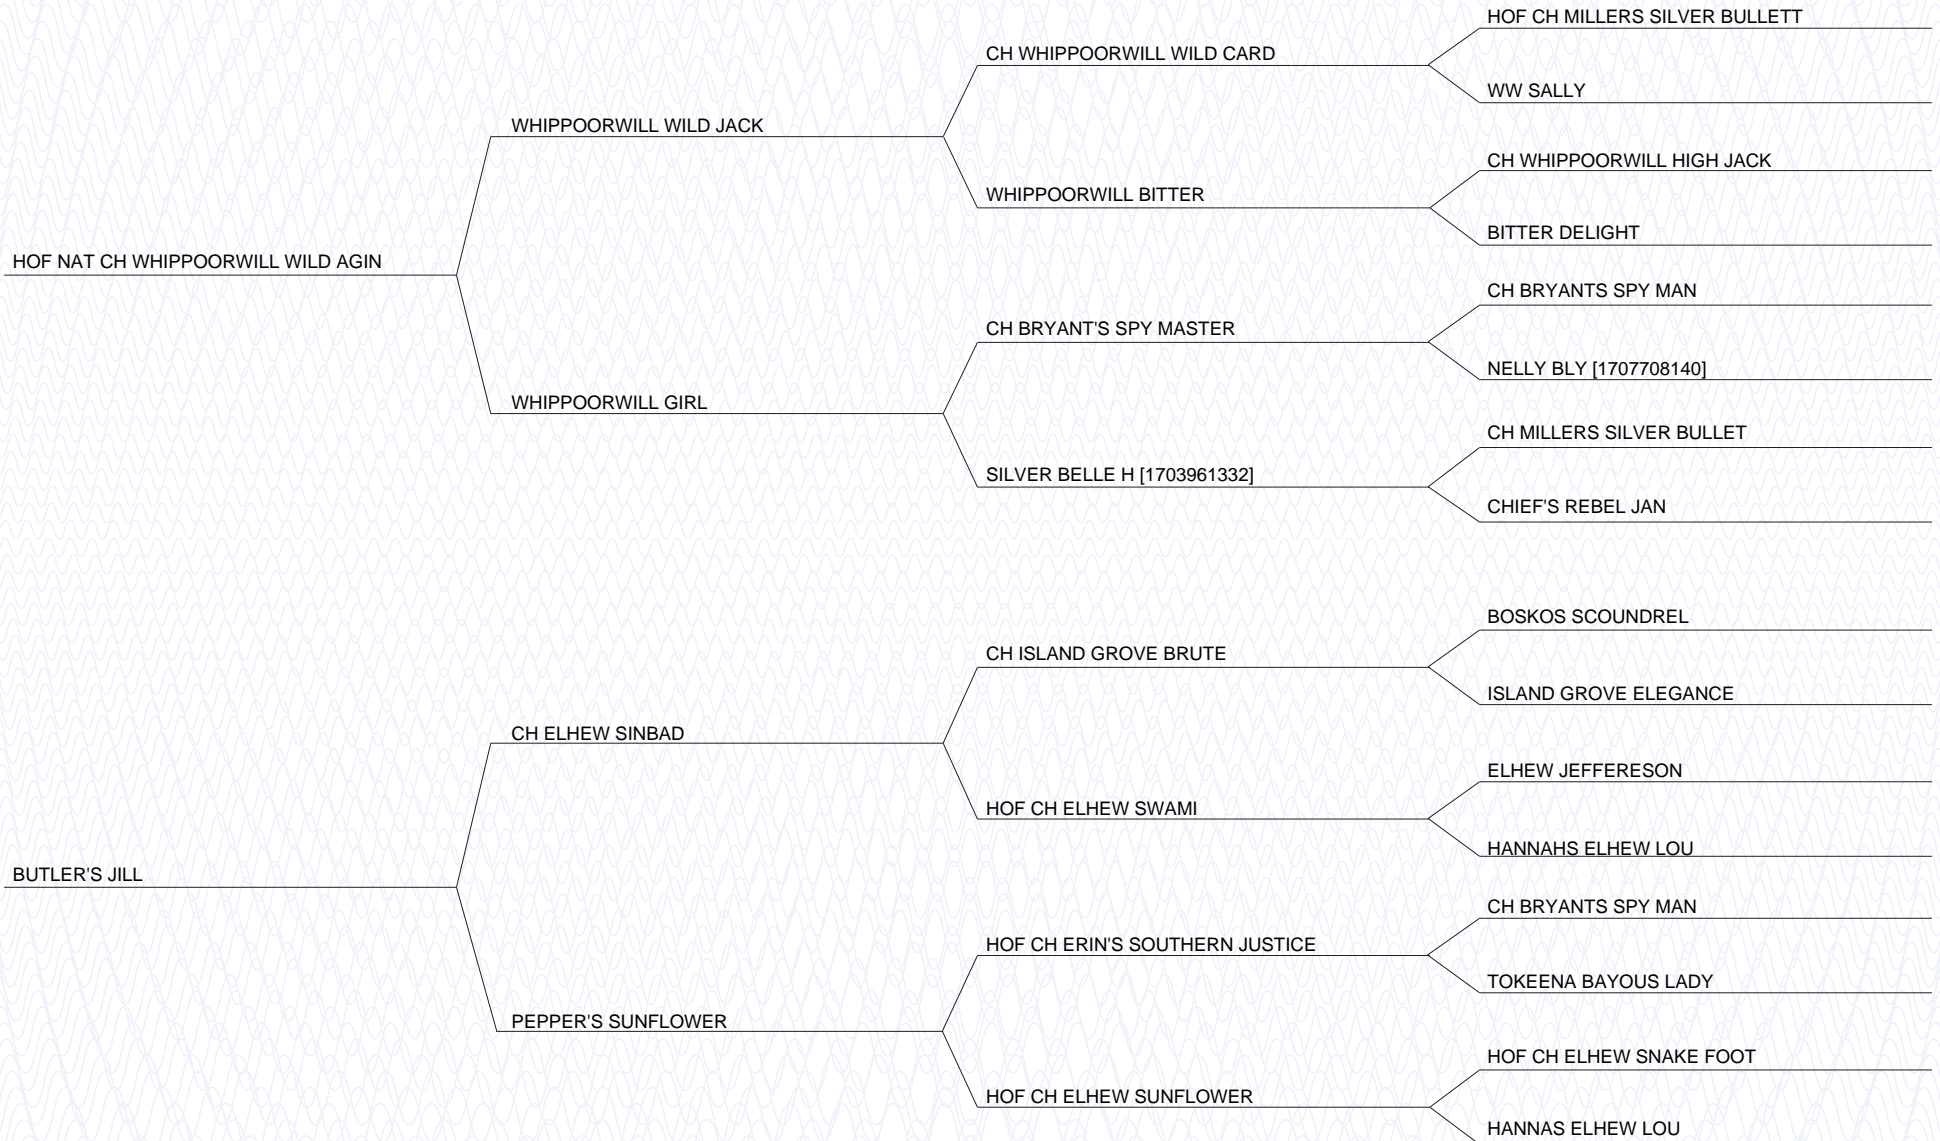 HOF CH MILLERS SILVER BULLETT
CH WHIPPOORWILL WILD CARD
WW SALLY
WHIPPOORWILL WILD JACK
CH WHIPPOORWILL HIGH JACK
WHIPPOORWILL BITTER
BITTER DELIGHT
HOF NAT CH WHIPPOORWILL WILD AGIN
CH BRYANTS SPY MAN
CH BRYANT'S SPY MASTER
NELLY BLY [1707708140]
WHIPPOORWILL GIRL
CH MILLERS SILVER BULLET
SILVER BELLE H [1703961332]
CHIEF'S REBEL JAN
BOSKOS SCOUNDREL
CH ISLAND GROVE BRUTE
ISLAND GROVE ELEGANCE
CH ELHEW SINBAD
ELHEW JEFFERESON
HOF CH ELHEW SWAMI
HANNAHS ELHEW LOU
BUTLER'S JILL
CH BRYANTS SPY MAN
HOF CH ERIN'S SOUTHERN JUSTICE
TOKEENA BAYOUS LADY
PEPPER'S SUNFLOWER
HOF CH ELHEW SNAKE FOOT
HOF CH ELHEW SUNFLOWER
HANNAS ELHEW LOU